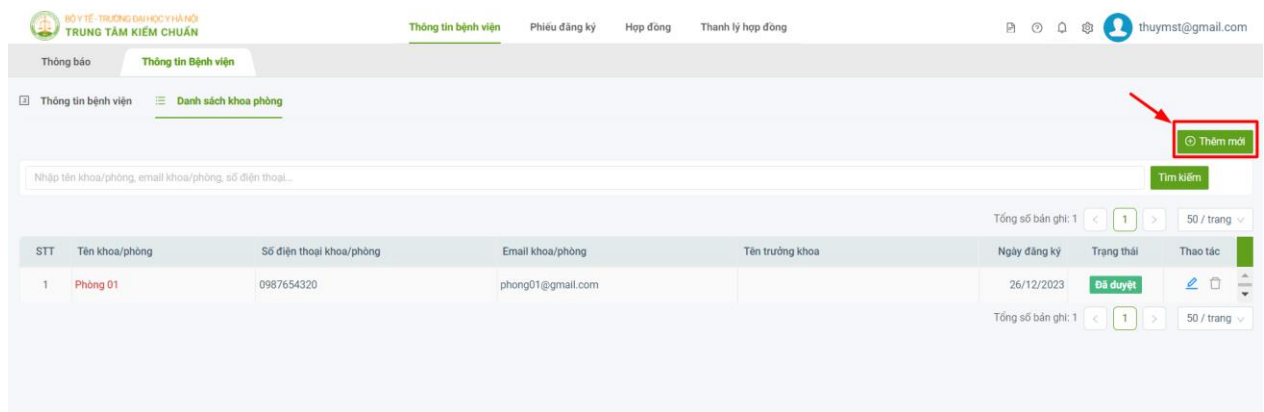 BỘ Y TẾ - TRƯỜNG ĐẠI HỌC Y HÀ NỘI
TRUNG TÂM KIỂM CHUẨN
Thông tin bệnh viện Phiếu đăng ký Hợp đồng Thanh lý hợp đồng thuymst@gmail.com
Thông báo Thông tin Bệnh viện
Thông tin bệnh viện Danh sách khoa phòng
Thêm mới
Nhập tên khoa/phòng, email khoa/phòng, số điện thoại... Tìm kiếm
Tổng số bản ghi: 1 < 1 > 50 / trang
STT Tên khoa/phòng Số điện thoại khoa/phòng Email khoa/phòng Tên trưởng khoa Ngày đăng ký Trạng thái Thao tác
1 Phòng 01 0987654320 phong01@gmail.com 26/12/2023 Đã duyệt
Tổng số bản ghi: 1 < 1 > 50 / trang